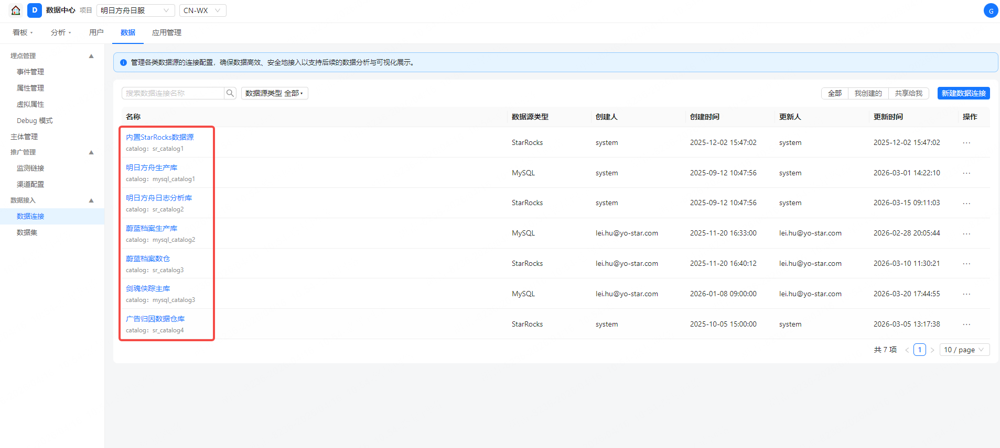 D 数据中心 项目 明日方舟日服 CN-WX G
看板 分析 用户 数据 应用管理
埋点管理
事件管理
属性管理
虚拟属性
Debug 模式
主体管理
推广管理
监测链接
渠道配置
数据接入
数据连接
数据集
管理各类数据源的连接配置，确保数据高效、安全地接入以支持后续的数据分析与可视化展示。
搜索数据连接名称 数据源类型 全部 全部 我创建的 共享给我 新建数据连接
名称 数据源类型 创建人 创建时间 更新人 更新时间 操作
内置StarRocks数据源
catalog：sr_catalog1
StarRocks system 2025-12-02 15:47:02 system 2025-12-02 15:47:02 ···
明日方舟生产库
catalog：mysql_catalog1
MySQL system 2025-09-12 10:47:56 system 2026-03-01 14:22:10 ···
明日方舟日志分析库
catalog：sr_catalog2
StarRocks system 2025-09-12 10:47:56 system 2026-03-15 09:11:03 ···
蔚蓝档案生产库
catalog：mysql_catalog2
MySQL lei.hu@yo-star.com 2025-11-20 16:33:00 lei.hu@yo-star.com 2026-02-28 20:05:44 ···
蔚蓝档案数仓
catalog：sr_catalog3
StarRocks lei.hu@yo-star.com 2025-11-20 16:40:12 lei.hu@yo-star.com 2026-03-10 11:30:21 ···
剑魂侠踪主库
catalog：mysql_catalog3
MySQL lei.hu@yo-star.com 2026-01-08 09:00:00 lei.hu@yo-star.com 2026-03-20 17:44:55 ···
广告归因数据仓库
catalog：sr_catalog4
StarRocks system 2025-10-05 15:00:00 system 2026-03-05 13:17:38 ···
共 7 项 < 1 > 10 / page